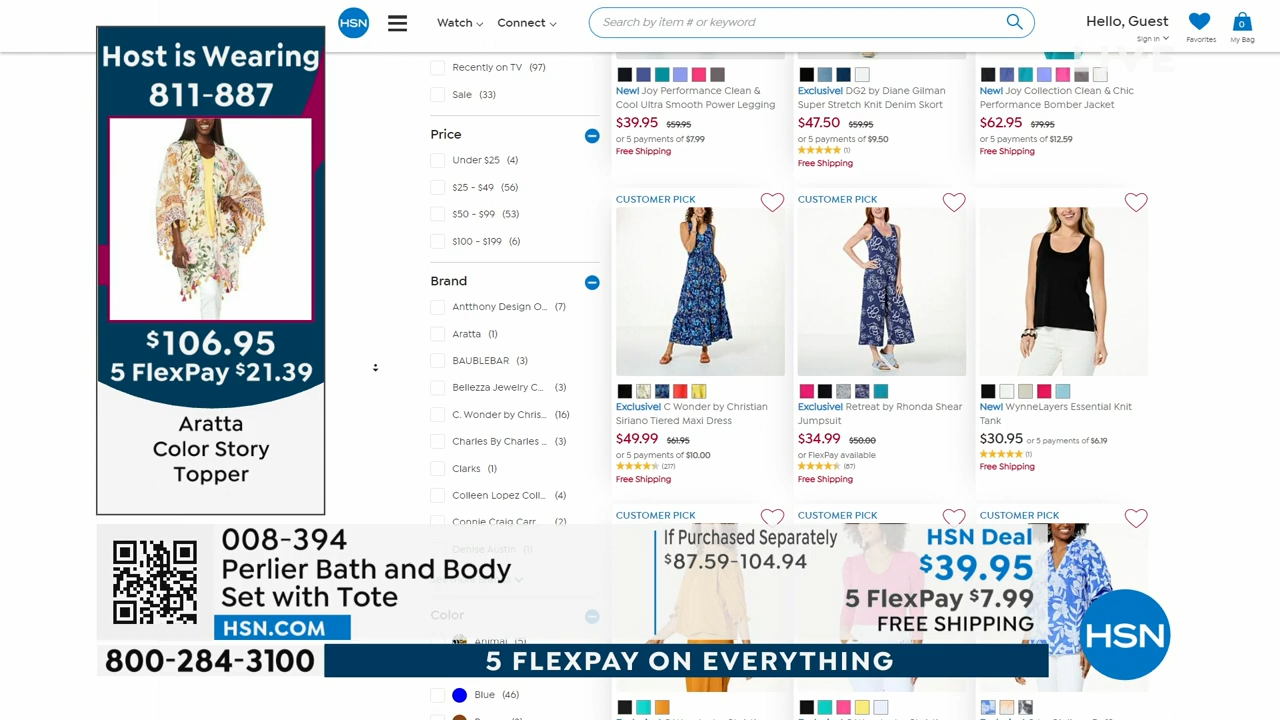 Host is Wearing
811-887
$106.95
5 FlexPay $21.39
Aratta
Color Story
Topper
HSN
Watch
Connect
Search by item # or keyword
Hello, Guest
Sign In
Favorites
0
My Bag
LIVE
Recently on TV (97)
Sale (33)
Price
Under $25 (4)
$25 - $49 (56)
$50 - $99 (53)
$100 - $199 (6)
Brand
Antthony Design O... (7)
Aratta (1)
BAUBLEBAR (3)
Bellezza Jewelry C... (3)
C. Wonder by Chris... (16)
Charles By Charles ... (3)
Clarks (1)
Colleen Lopez Coll... (4)
Connie Craig Carr... (2)
Denise Austin (1)
Color
Animal (5)
Blue (46)
New! Joy Performance Clean &
Cool Ultra Smooth Power Legging
$39.95 $59.95
or 5 payments of $7.99
Free Shipping
Exclusive! DG2 by Diane Gilman
Super Stretch Knit Denim Skort
$47.50 $59.95
or 5 payments of $9.50
(1)
Free Shipping
New! Joy Collection Clean & Chic
Performance Bomber Jacket
$62.95 $79.95
or 5 payments of $12.59
Free Shipping
CUSTOMER PICK
Exclusive! C Wonder by Christian
Siriano Tiered Maxi Dress
$49.99 $61.95
or 5 payments of $10.00
(217)
Free Shipping
CUSTOMER PICK
Exclusive! Retreat by Rhonda Shear
Jumpsuit
$34.99 $50.00
or FlexPay available
(87)
Free Shipping
New! WynneLayers Essential Knit
Tank
$30.95 or 5 payments of $6.19
(1)
Free Shipping
CUSTOMER PICK
CUSTOMER PICK
CUSTOMER PICK
008-394
Perlier Bath and Body
Set with Tote
HSN.COM
If Purchased Separately
$87.59-104.94
HSN Deal
$39.95
5 FlexPay $7.99
FREE SHIPPING
HSN
800-284-3100
5 FLEXPAY ON EVERYTHING